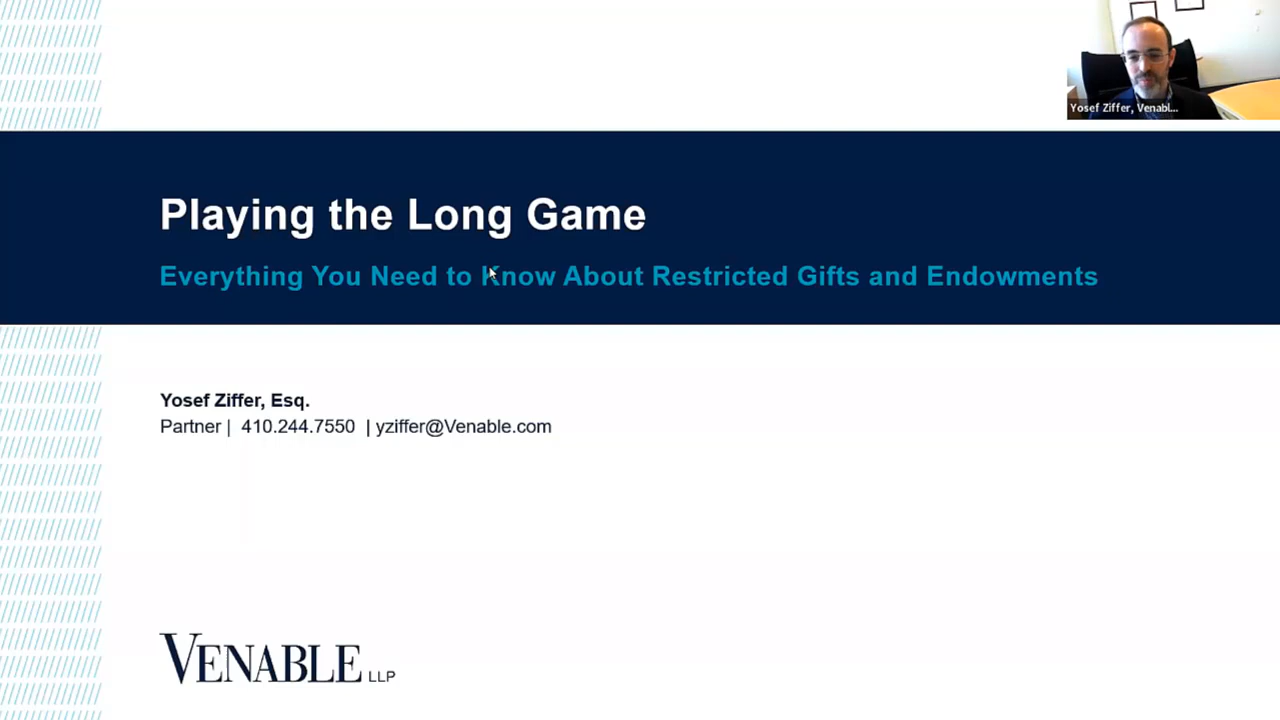 Yosef Ziffer, Venabl...
Playing the Long Game
Everything You Need to Know About Restricted Gifts and Endowments
Yosef Ziffer, Esq.
Partner | 410.244.7550 | yziffer@Venable.com
VENABLE LLP